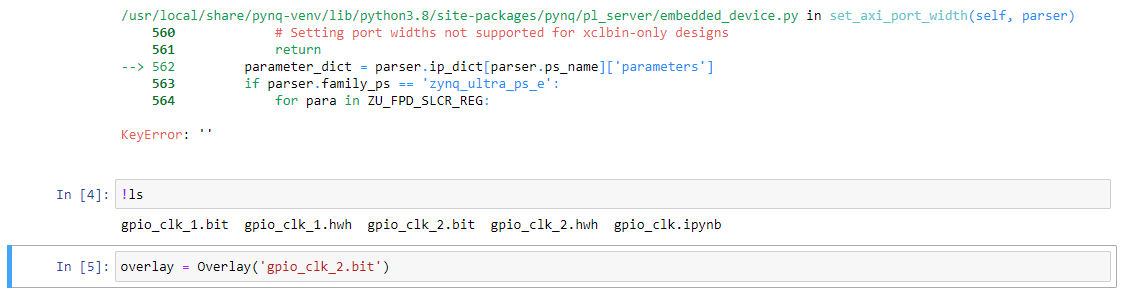 /usr/local/share/pynq-venv/lib/python3.8/site-packages/pynq/pl_server/embedded_device.py in set_axi_port_width(self, parser)
560             # Setting port widths not supported for xclbin-only designs
561             return
--> 562         parameter_dict = parser.ip_dict[parser.ps_name]['parameters']
563         if parser.family_ps == 'zynq_ultra_ps_e':
564             for para in ZU_FPD_SLCR_REG:
KeyError: ''
In [4]: !ls
gpio_clk_1.bit  gpio_clk_1.hwh  gpio_clk_2.bit  gpio_clk_2.hwh  gpio_clk.ipynb
In [5]: overlay = Overlay('gpio_clk_2.bit')